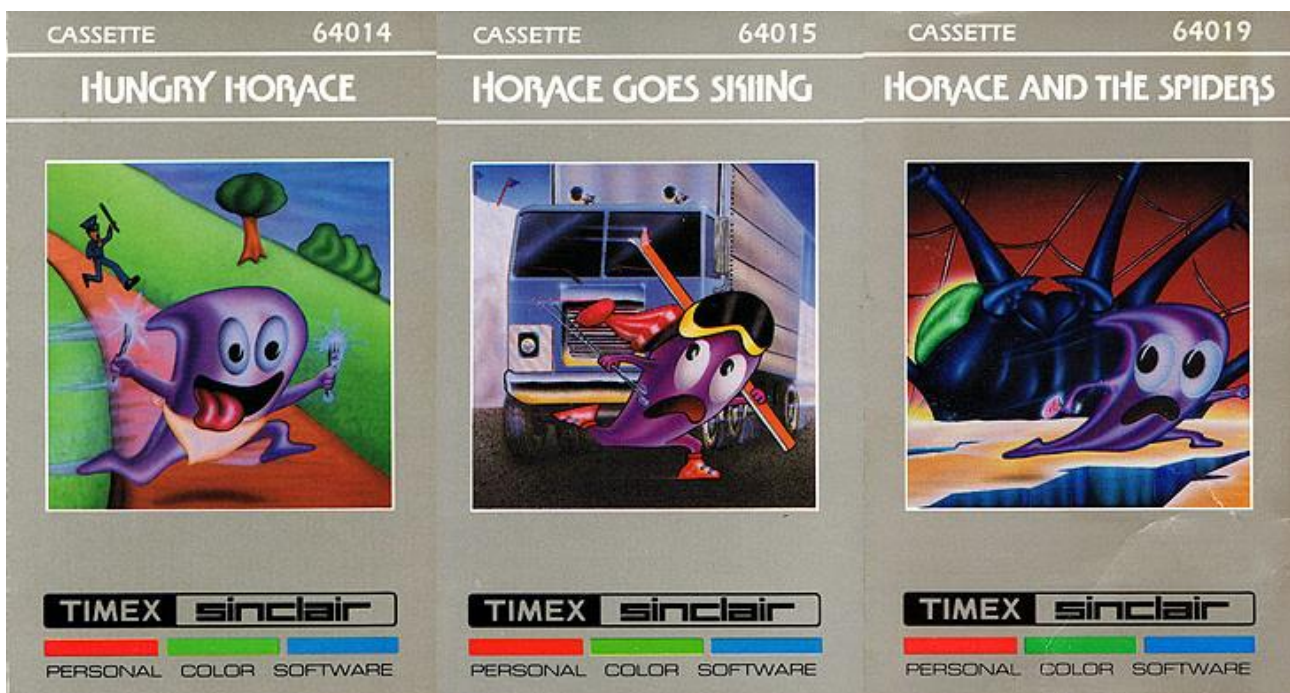 CASSETTE 64014
HUNGRY HORACE
TIMEX sinclair
PERSONAL COLOR SOFTWARE
CASSETTE 64015
HORACE GOES SKIING
TIMEX sinclair
PERSONAL COLOR SOFTWARE
CASSETTE 64019
HORACE AND THE SPIDERS
TIMEX sinclair
PERSONAL COLOR SOFTWARE